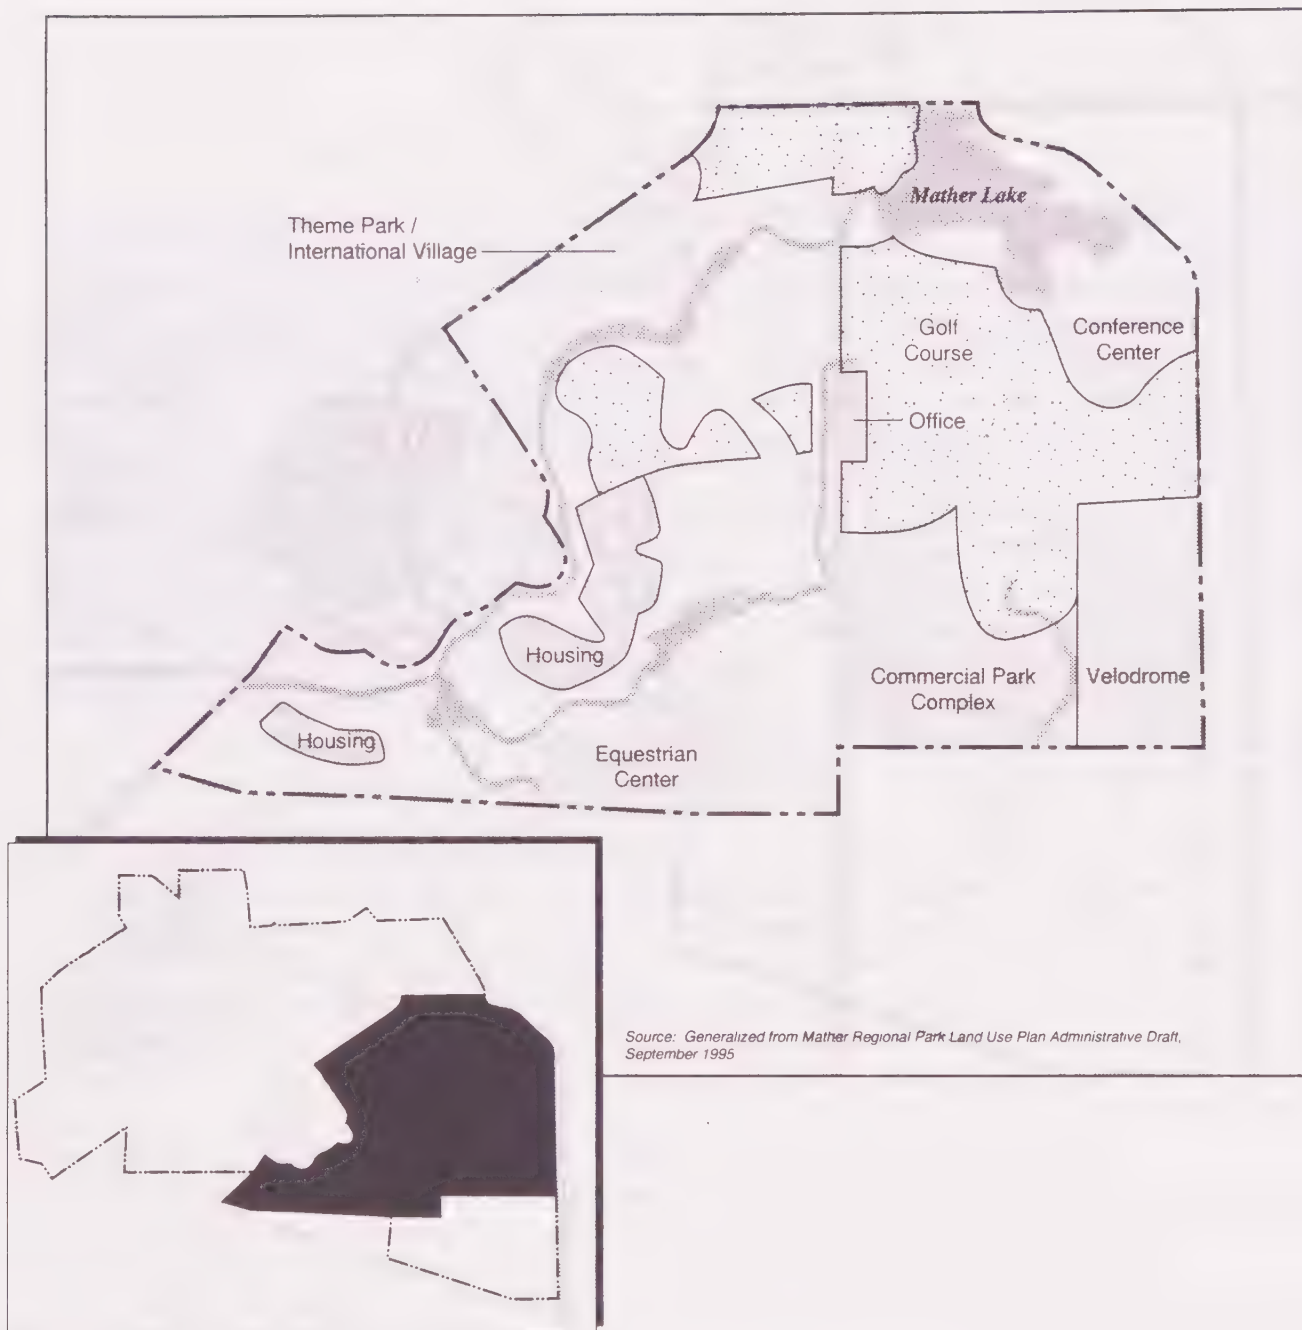 Mather Lake
Theme Park /
International Village
Golf
Course
Conference
Center
Office
Housing
Commercial Park
Complex
Velodrome
Housing
Equestrian
Center
Source: Generalized from Mather Regional Park Land Use Plan Administrative Draft,
September 1995